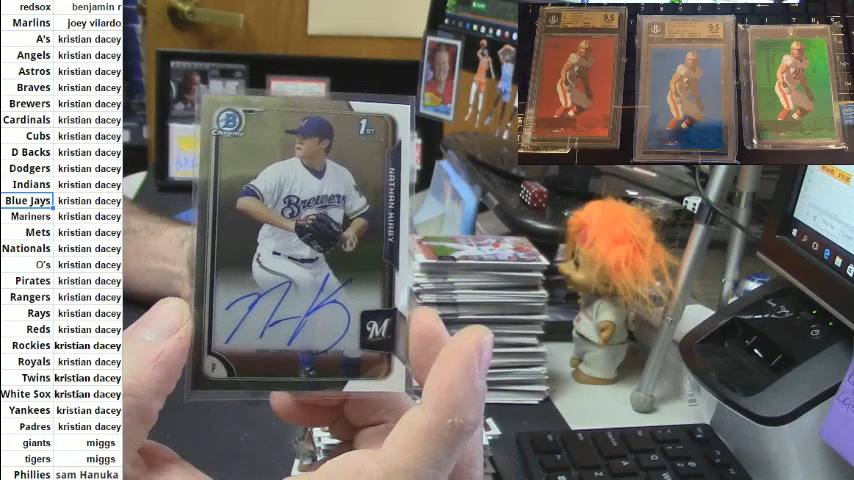 redsox benjamin r
Marlins joey vilardo
A's kristian dacey
Angels kristian dacey
Astros kristian dacey
Braves kristian dacey
Brewers kristian dacey
Cardinals kristian dacey
Cubs kristian dacey
D Backs kristian dacey
Dodgers kristian dacey
Indians kristian dacey
Blue Jays kristian dacey
Mariners kristian dacey
Mets kristian dacey
Nationals kristian dacey
O's kristian dacey
Pirates kristian dacey
Rangers kristian dacey
Rays kristian dacey
Reds kristian dacey
Rockies kristian dacey
Royals kristian dacey
Twins kristian dacey
White Sox kristian dacey
Yankees kristian dacey
Padres kristian dacey
giants miggs
tigers miggs
Phillies sam Hanuka
B
Chrome
1ST
NATHAN KIRBY
Brewers
M
P
9.5
9.5